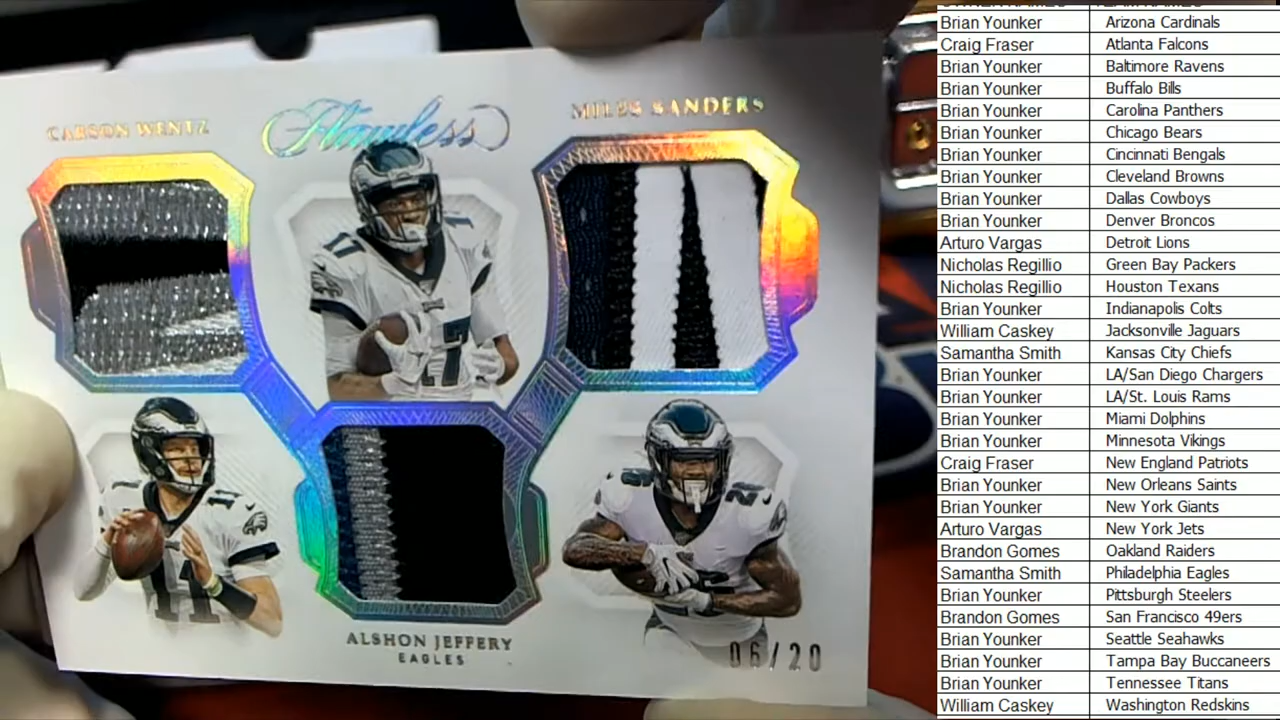 CARSON WENTZ
Flawless
MILES SANDERS
17
17
11
ALSHON JEFFERY
EAGLES
06/20
OWNER NAMES TEAM NAMES
Brian Younker Arizona Cardinals
Craig Fraser Atlanta Falcons
Brian Younker Baltimore Ravens
Brian Younker Buffalo Bills
Brian Younker Carolina Panthers
Brian Younker Chicago Bears
Brian Younker Cincinnati Bengals
Brian Younker Cleveland Browns
Brian Younker Dallas Cowboys
Brian Younker Denver Broncos
Arturo Vargas Detroit Lions
Nicholas Regillio Green Bay Packers
Nicholas Regillio Houston Texans
Brian Younker Indianapolis Colts
William Caskey Jacksonville Jaguars
Samantha Smith Kansas City Chiefs
Brian Younker LA/San Diego Chargers
Brian Younker LA/St. Louis Rams
Brian Younker Miami Dolphins
Brian Younker Minnesota Vikings
Craig Fraser New England Patriots
Brian Younker New Orleans Saints
Brian Younker New York Giants
Arturo Vargas New York Jets
Brandon Gomes Oakland Raiders
Samantha Smith Philadelphia Eagles
Brian Younker Pittsburgh Steelers
Brandon Gomes San Francisco 49ers
Brian Younker Seattle Seahawks
Brian Younker Tampa Bay Buccaneers
Brian Younker Tennessee Titans
William Caskey Washington Redskins